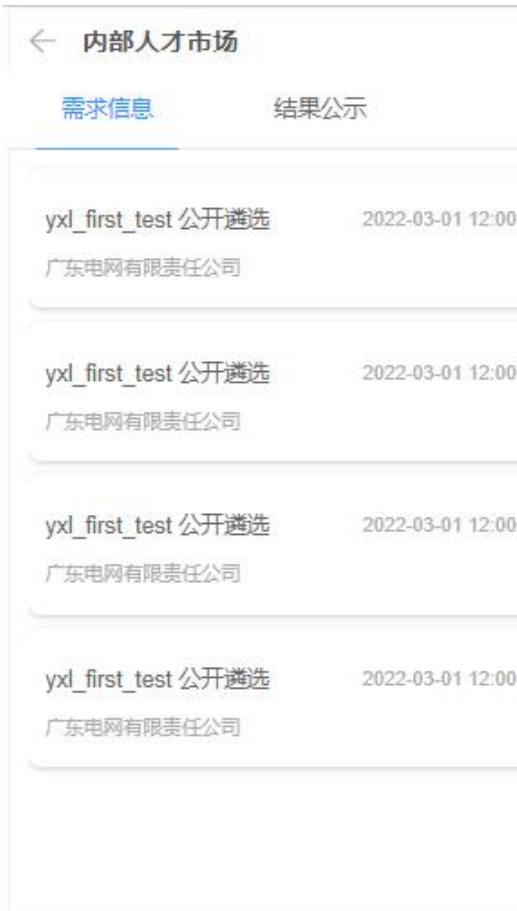 内部人才市场
需求信息 结果公示
yxl_first_test 公开遴选 2022-03-01 12:00
广东电网有限责任公司
yxl_first_test 公开遴选 2022-03-01 12:00
广东电网有限责任公司
yxl_first_test 公开遴选 2022-03-01 12:00
广东电网有限责任公司
yxl_first_test 公开遴选 2022-03-01 12:00
广东电网有限责任公司